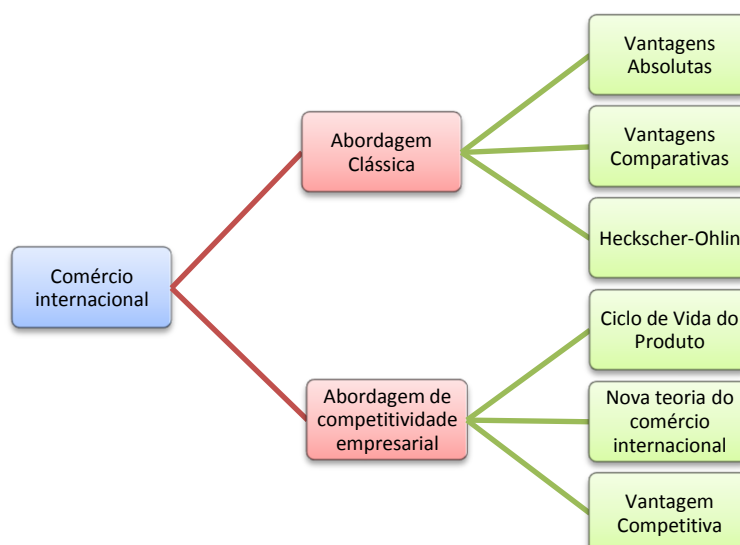 Comércio
internacional
Abordagem
Clássica
Vantagens
Absolutas
Vantagens
Comparativas
Heckscher-Ohlin
Abordagem de
competitividade
empresarial
Ciclo de Vida do
Produto
Nova teoria do
comércio
internacional
Vantagem
Competitiva